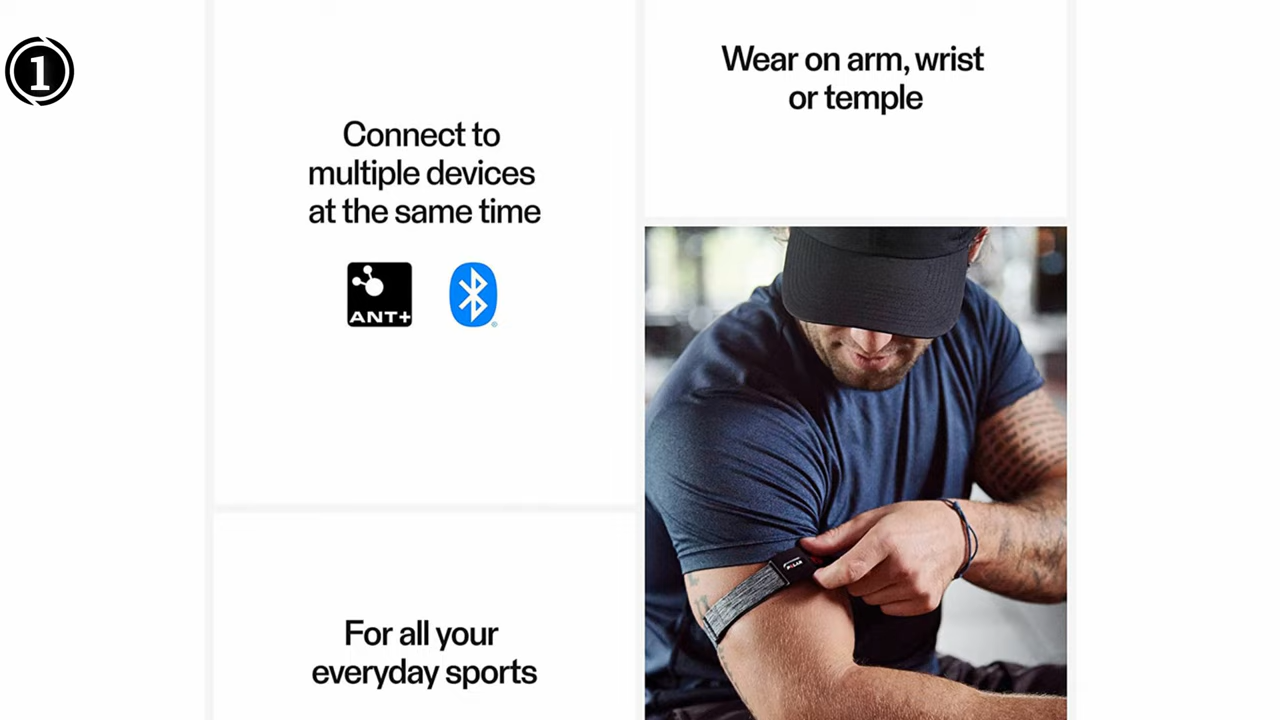 1
Connect to
multiple devices
at the same time
ANT+
Wear on arm, wrist
or temple
POLAR
For all your
everyday sports